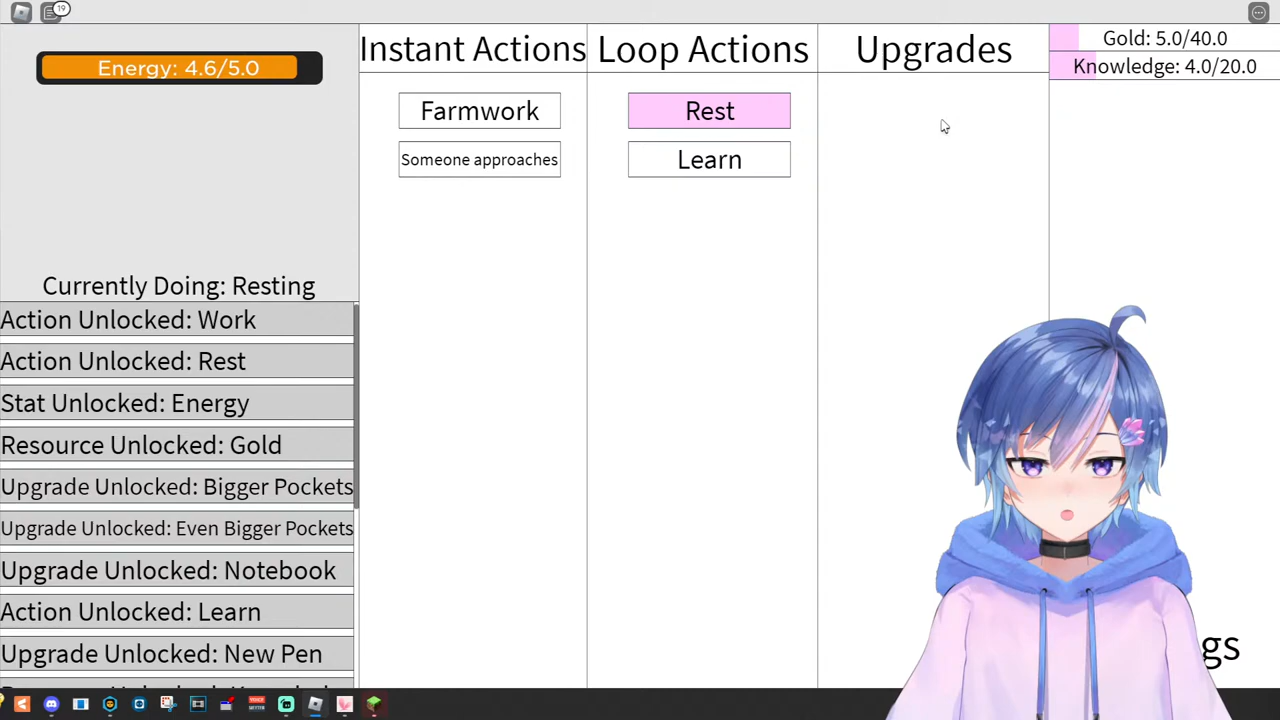 19
Energy: 4.6/5.0
Instant Actions
Loop Actions
Upgrades
Gold: 5.0/40.0
Knowledge: 4.0/20.0
Farmwork
Rest
Someone approaches
Learn
Currently Doing: Resting
Action Unlocked: Work
Action Unlocked: Rest
Stat Unlocked: Energy
Resource Unlocked: Gold
Upgrade Unlocked: Bigger Pockets
Upgrade Unlocked: Even Bigger Pockets
Upgrade Unlocked: Notebook
Action Unlocked: Learn
Upgrade Unlocked: New Pen
gs